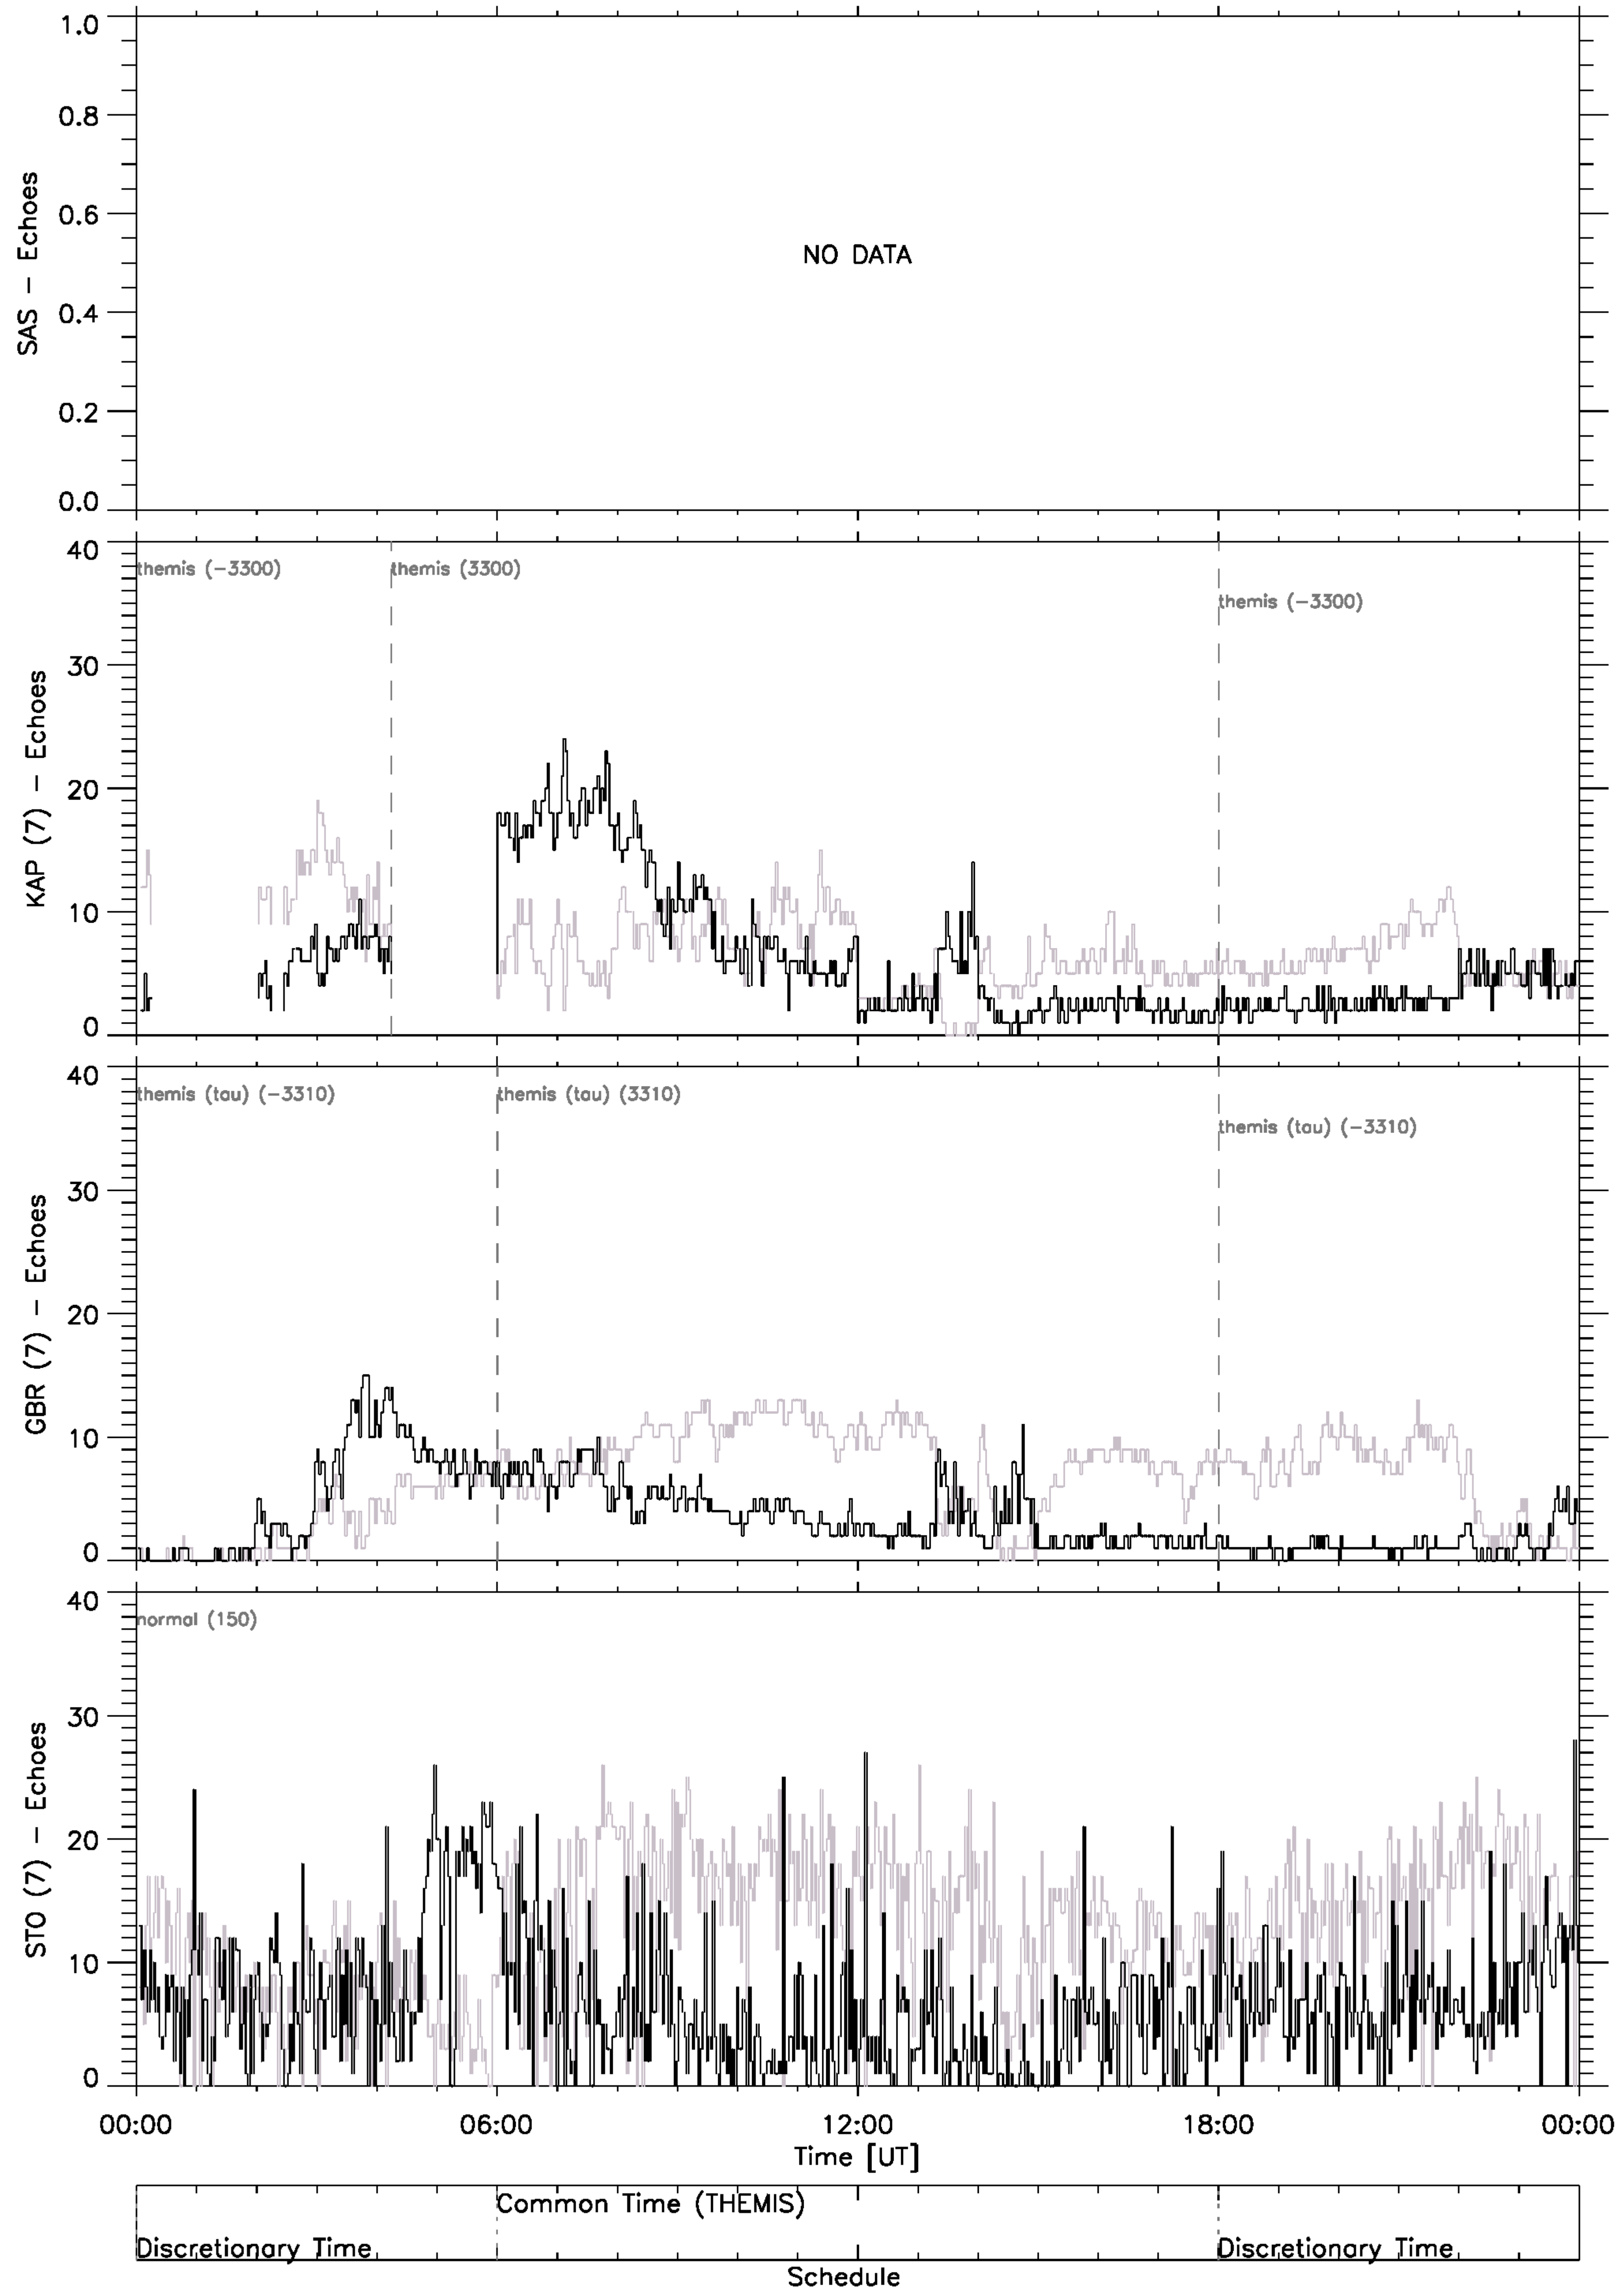 1.0
0.8
0.6
0.4
0.2
0.0
SAS – Echoes
NO DATA
40
30
20
10
0
KAP (7) – Echoes
themis (−3300)
themis (3300)
themis (−3300)
40
30
20
10
0
GBR (7) – Echoes
themis (tau) (−3310)
themis (tau) (3310)
themis (tau) (−3310)
40
30
20
10
0
STO (7) – Echoes
normal (150)
00:00 06:00 12:00 18:00 00:00
Time [UT]
Common Time (THEMIS)
Discretionary Time
Discretionary Time
Schedule